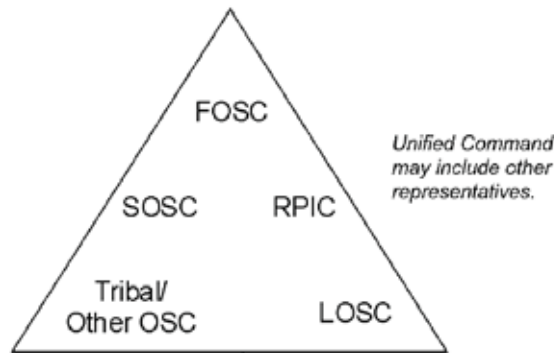 FOSC
Unified Command
may include other
representatives.
SOSC
RPIC
Tribal/
Other OSC
LOSC